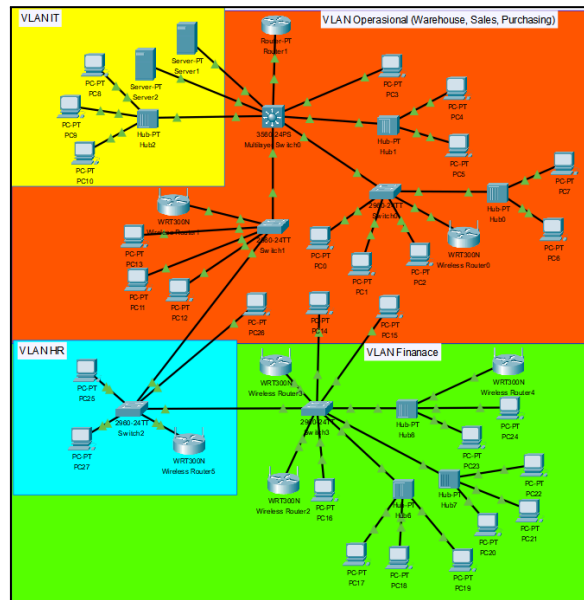 VLAN IT
VLAN Operasional (Warehouse, Sales, Purchasing)
Server-PT
Server1
Router-PT
Router1
Server-PT
Server2
PC-PT
PC8
PC-PT
PC9
PC-PT
PC10
Hub-PT
Hub2
3560-24PS
Multilayer Switch0
PC-PT
PC3
PC-PT
PC4
Hub-PT
Hub1
PC-PT
PC5
PC-PT
PC7
2960-24TT
Hub-PT
Hub0
PC-PT
PC6
WRT300N
PC-PT
PC13
2960-24TT
Switch1
PC-PT
PC11
PC-PT
PC12
PC-PT
PC0
PC-PT
PC1
PC-PT
PC2
WRT300N
Wireless Router0
PC-PT
PC26
PC-PT
PC14
PC-PT
PC15
VLAN HR
VLAN Finanace
PC-PT
PC25
WRT300N
Wireless Router3
WRT300N
Wireless Router4
2960-24TT
Switch2
2960-24TT
Switch3
Hub-PT
PC-PT
PC24
PC-PT
PC27
WRT300N
Wireless Router5
PC-PT
PC23
WRT300N
Wireless Router2
PC-PT
PC16
Hub-PT
Hub7
PC-PT
PC22
Hub-PT
PC-PT
PC21
PC-PT
PC20
PC-PT
PC17
PC-PT
PC18
PC-PT
PC19